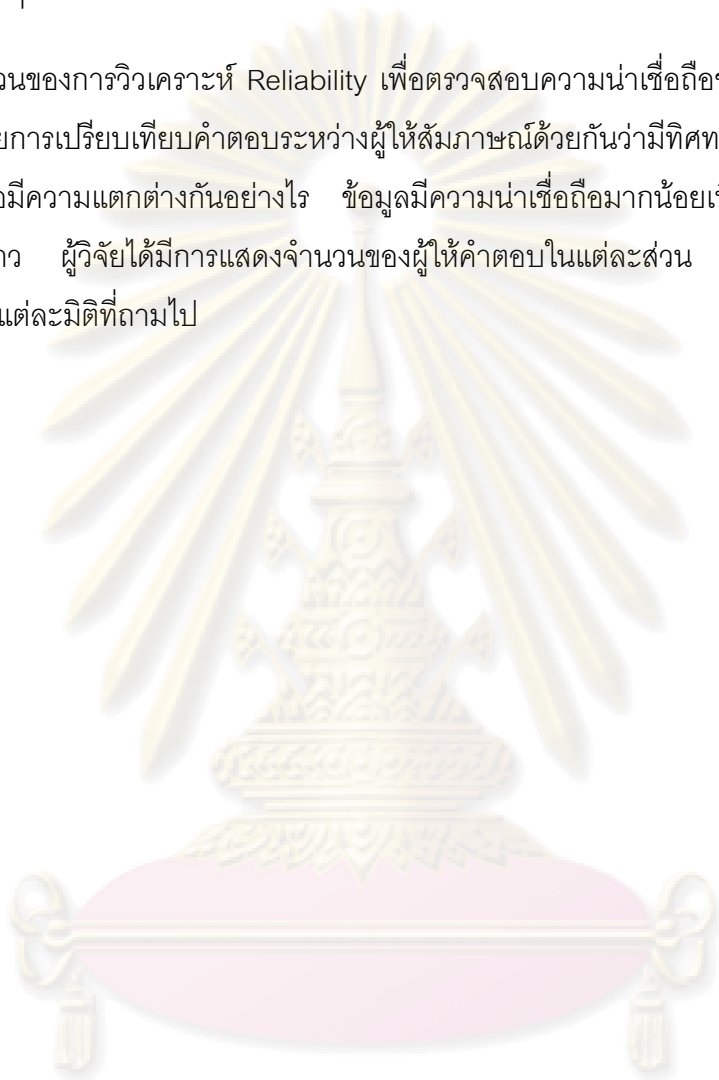 วนของการวิวเคราะห์ Reliability เพื่อตรวจสอบความน่าเชื่อถือ
ยการเปรียบเทียบคำตอบระหว่างผู้ให้สัมภาษณ์ด้วยกันว่ามีทิศท
อมีความแตกต่างกันอย่างไร ข้อมูลมีความน่าเชื่อถือมากน้อยเ
าว ผู้วิจัยได้มีการแสดงจำนวนของผู้ให้คำตอบในแต่ละส่วน
แต่ละมิติที่ถามไป